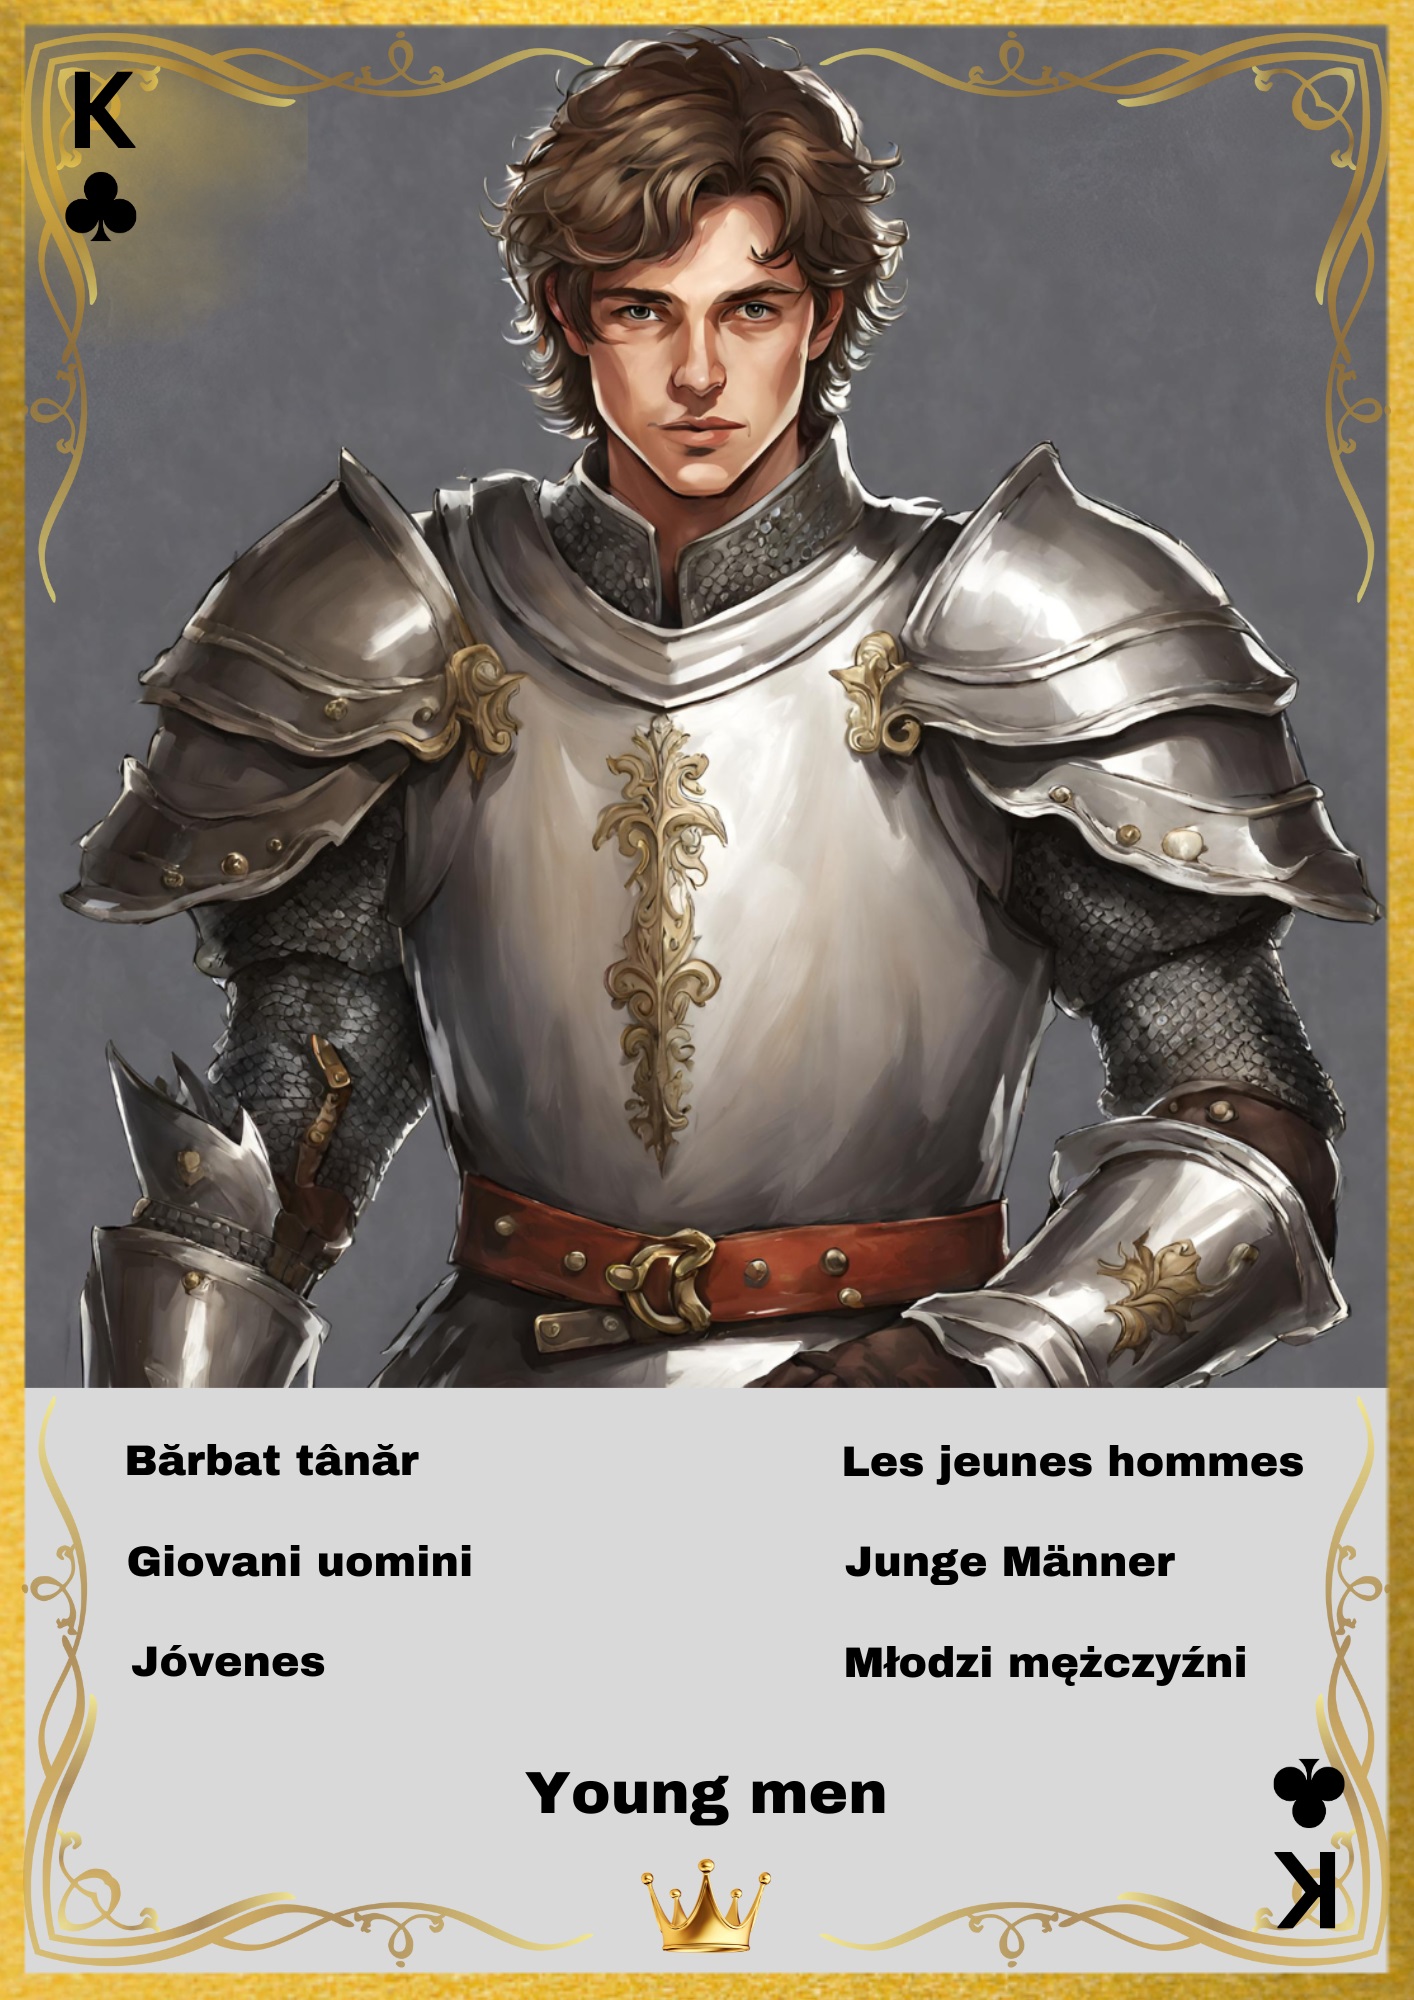 K
Bărbat tânăr
Les jeunes hommes
Giovani uomini
Junge Männer
Jóvenes
Młodzi mężczyźni
Young men
K